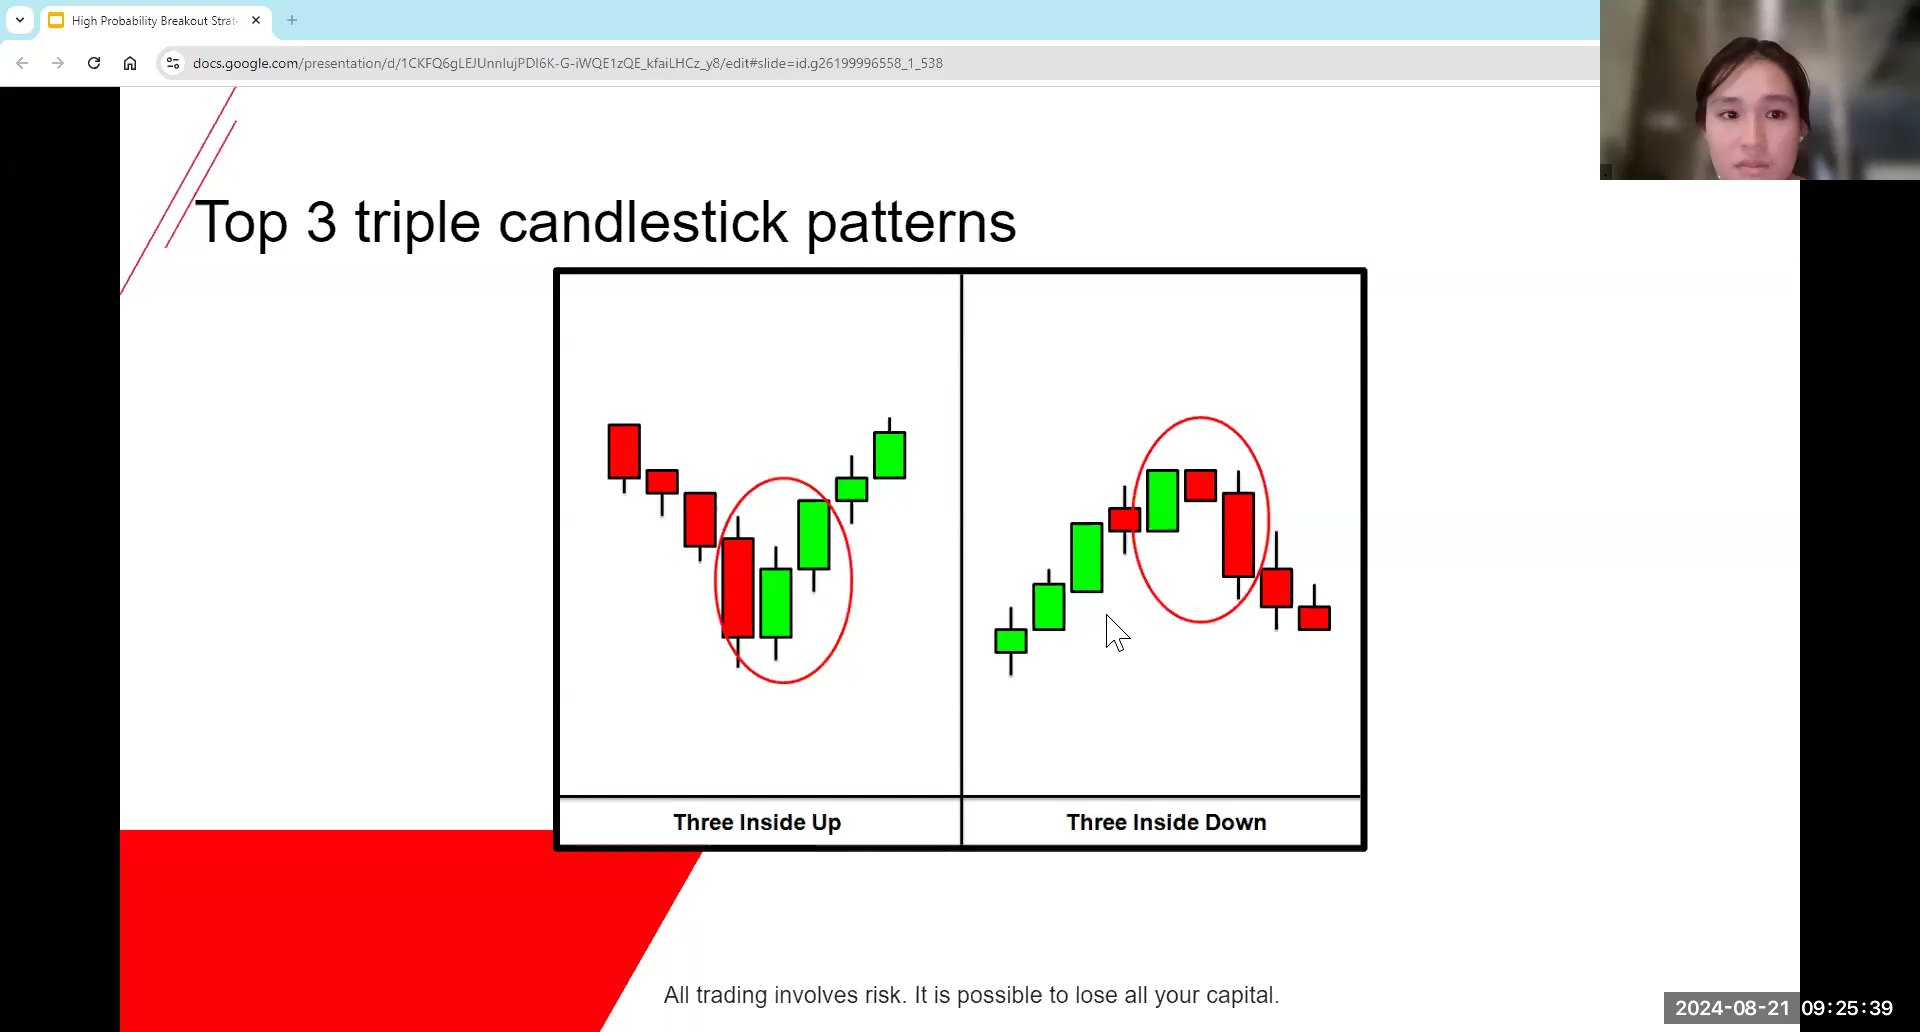 High Probability Breakout Strat
docs.google.com/presentation/d/1CKFQ6gLEJUnnlujPDI6K-G-iWQE1zQE_kfaiLHCz_y8/edit#slide=id.g26199996558_1_538
Top 3 triple candlestick patterns
Three Inside Up
Three Inside Down
All trading involves risk. It is possible to lose all your capital.
2024-08-21 09:25:39